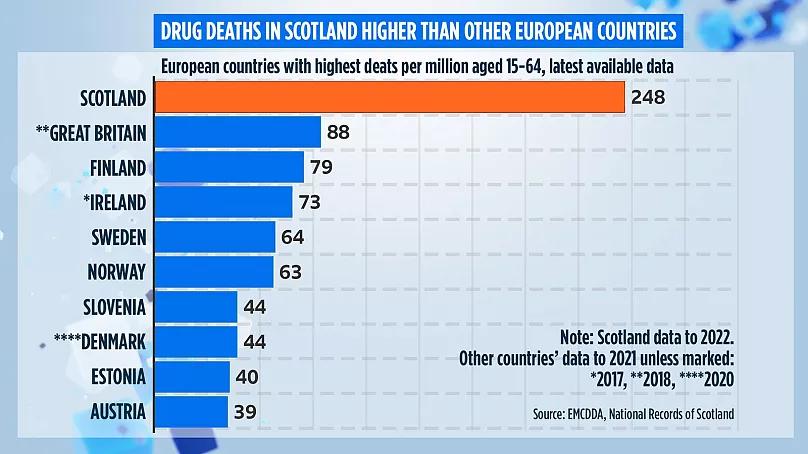 DRUG DEATHS IN SCOTLAND HIGHER THAN OTHER EUROPEAN COUNTRIES
European countries with highest deats per million aged 15-64, latest available data
SCOTLAND 248
**GREAT BRITAIN 88
FINLAND 79
*IRELAND 73
SWEDEN 64
NORWAY 63
SLOVENIA 44
****DENMARK 44
ESTONIA 40
AUSTRIA 39
Note: Scotland data to 2022.
Other countries' data to 2021 unless marked:
*2017, **2018, ****2020
Source: EMCDDA, National Records of Scotland